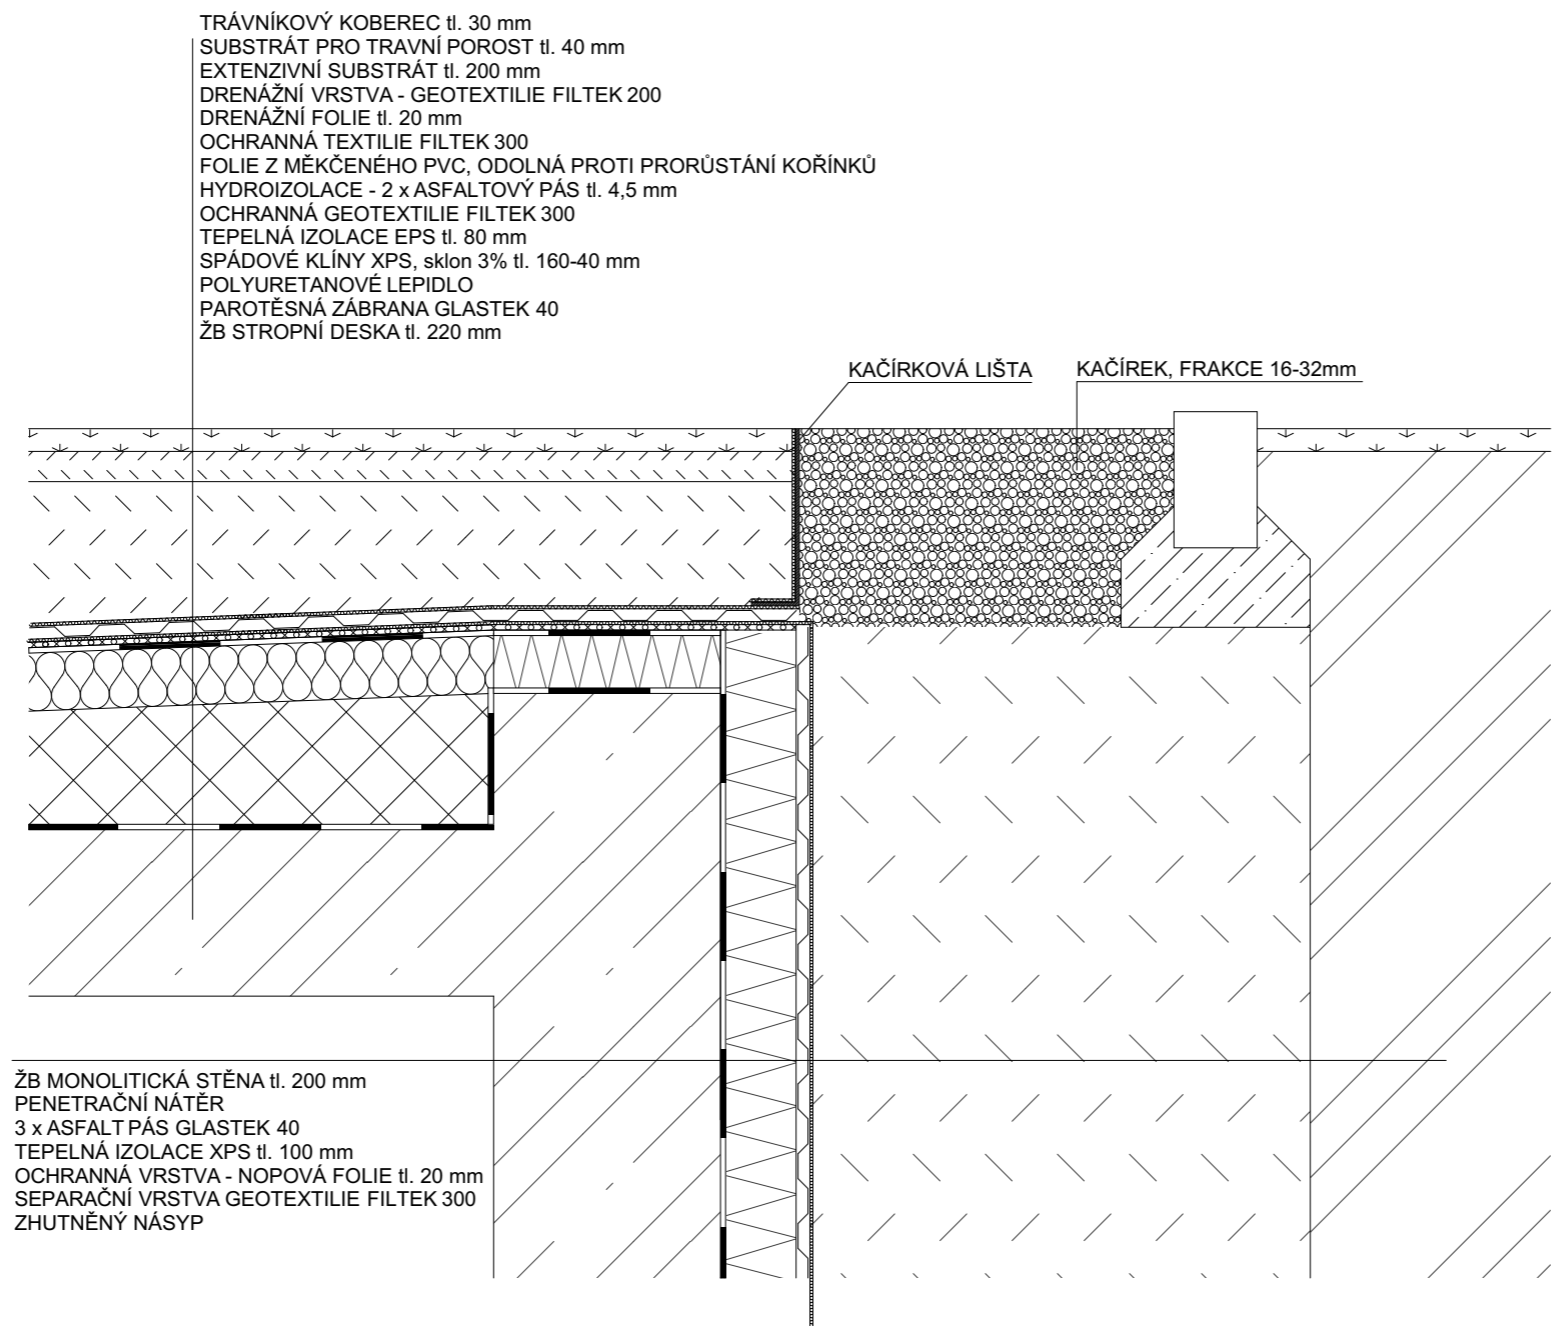 TRÁVNÍKOVÝ KOBEREC tl. 30 mm
SUBSTRÁT PRO TRAVNÍ POROST tl. 40 mm
EXTENZIVNÍ SUBSTRÁT tl. 200 mm
DRENÁŽNÍ VRSTVA - GEOTEXTILIE FILTEK 200
DRENÁŽNÍ FOLIE tl. 20 mm
OCHRANNÁ TEXTILIE FILTEK 300
FOLIE Z MĚKČENÉHO PVC, ODOLNÁ PROTI PRORŮSTÁNÍ KOŘÍNKŮ
HYDROIZOLACE - 2 x ASFALTOVÝ PÁS tl. 4,5 mm
OCHRANNÁ GEOTEXTILIE FILTEK 300
TEPELNÁ IZOLACE EPS tl. 80 mm
SPÁDOVÉ KLÍNY XPS, sklon 3% tl. 160-40 mm
POLYURETANOVÉ LEPIDLO
PAROTĚSNÁ ZÁBRANA GLASTEK 40
ŽB STROPNÍ DESKA tl. 220 mm
KAČÍRKOVÁ LIŠTA
KAČÍREK, FRAKCE 16-32mm
ŽB MONOLITICKÁ STĚNA tl. 200 mm
PENETRAČNÍ NÁTĚR
3 x ASFALT PÁS GLASTEK 40
TEPELNÁ IZOLACE XPS tl. 100 mm
OCHRANNÁ VRSTVA - NOPOVÁ FOLIE tl. 20 mm
SEPARAČNÍ VRSTVA GEOTEXTILIE FILTEK 300
ZHUTNĚNÝ NÁSYP